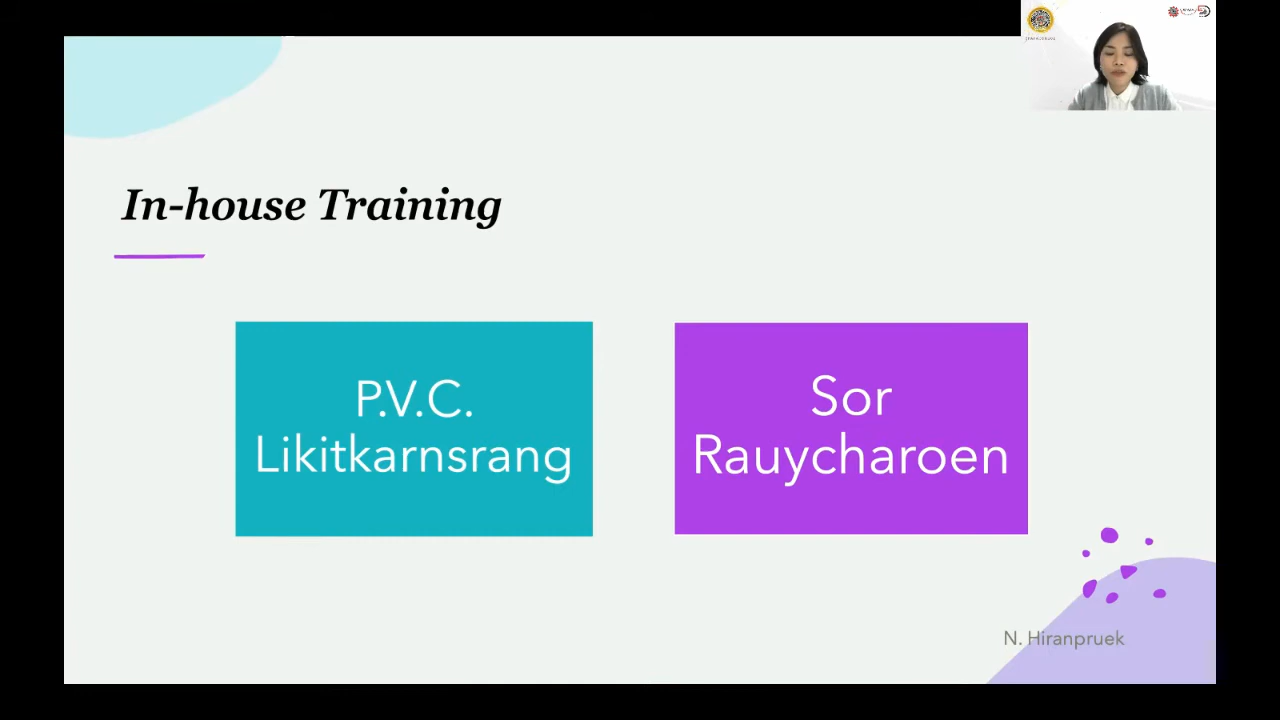 In-house Training
P.V.C.
Likitkarnsrang
Sor
Rauycharoen
N. Hiranpruek